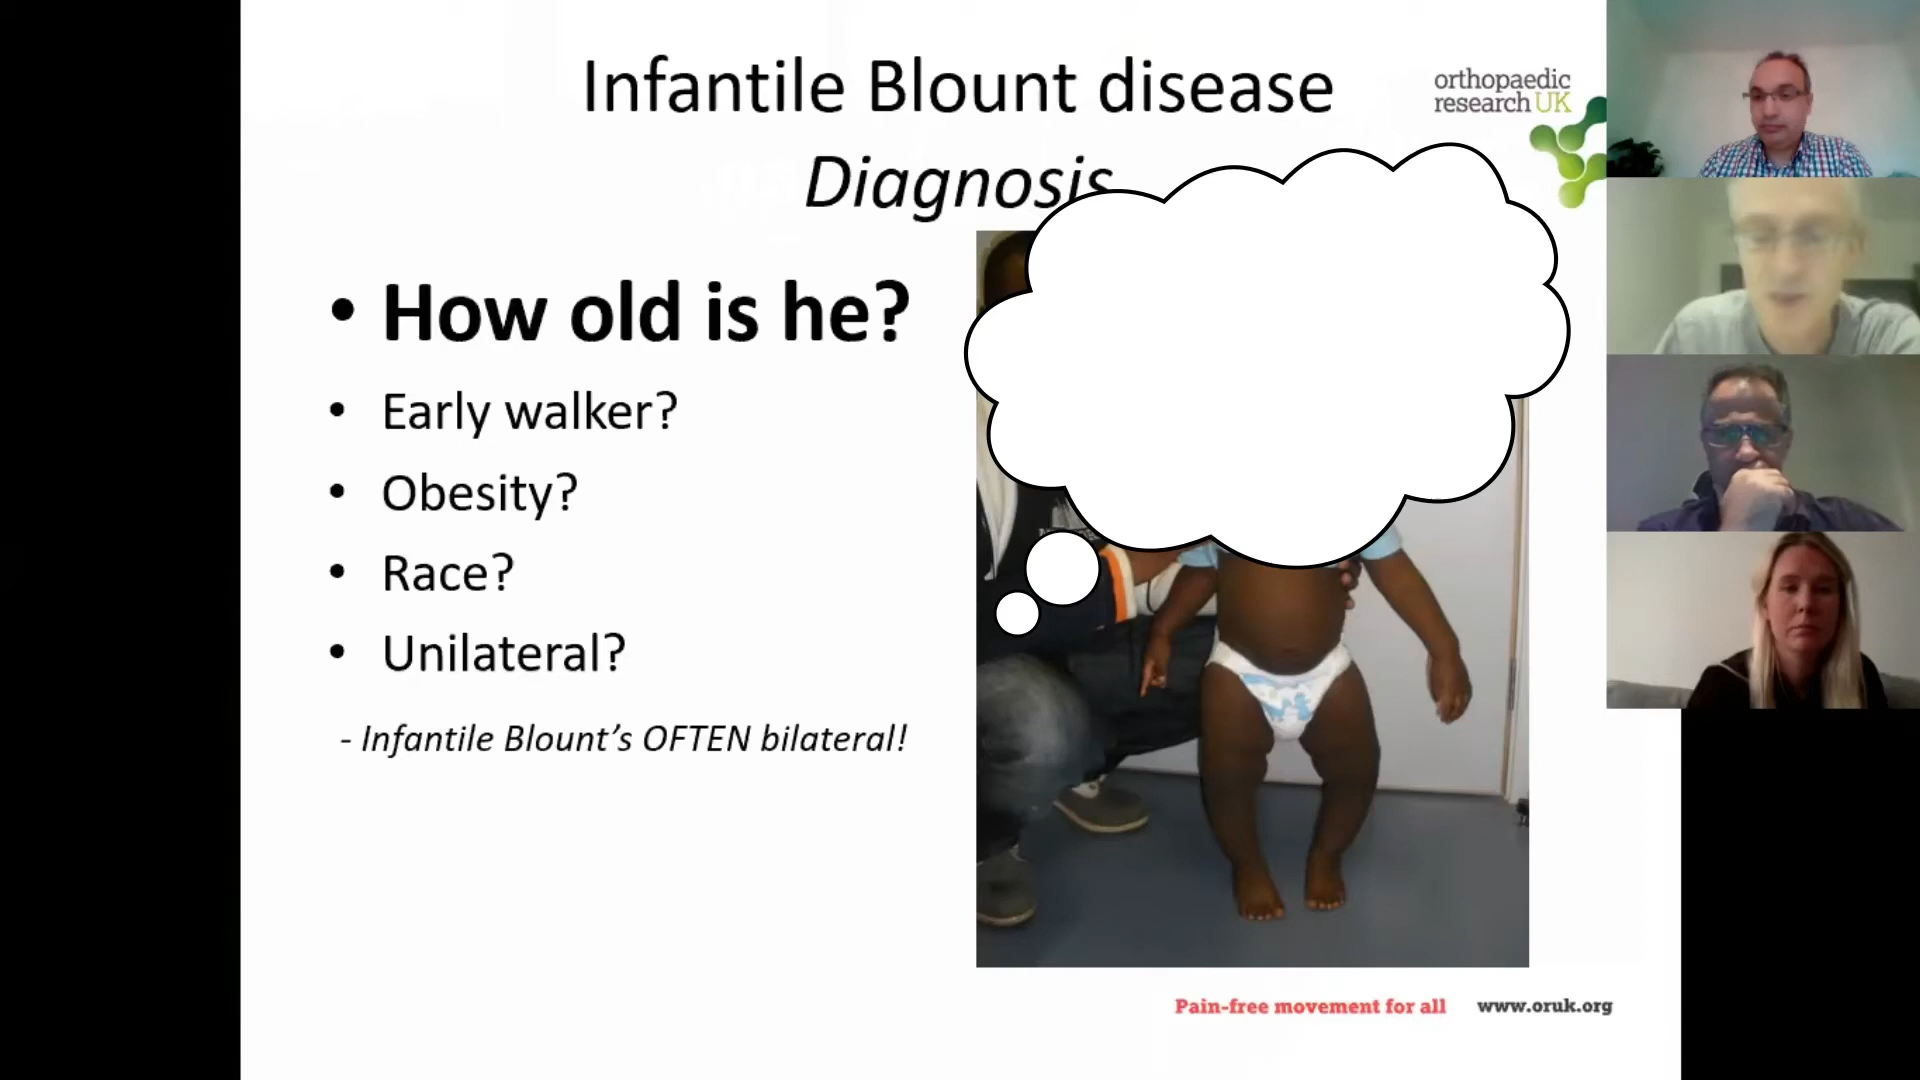 Infantile Blount disease
Diagnosis
orthopaedic
research UK
• How old is he?
• Early walker?
• Obesity?
• Race?
• Unilateral?
- Infantile Blount's OFTEN bilateral!
Pain-free movement for all www.oruk.org